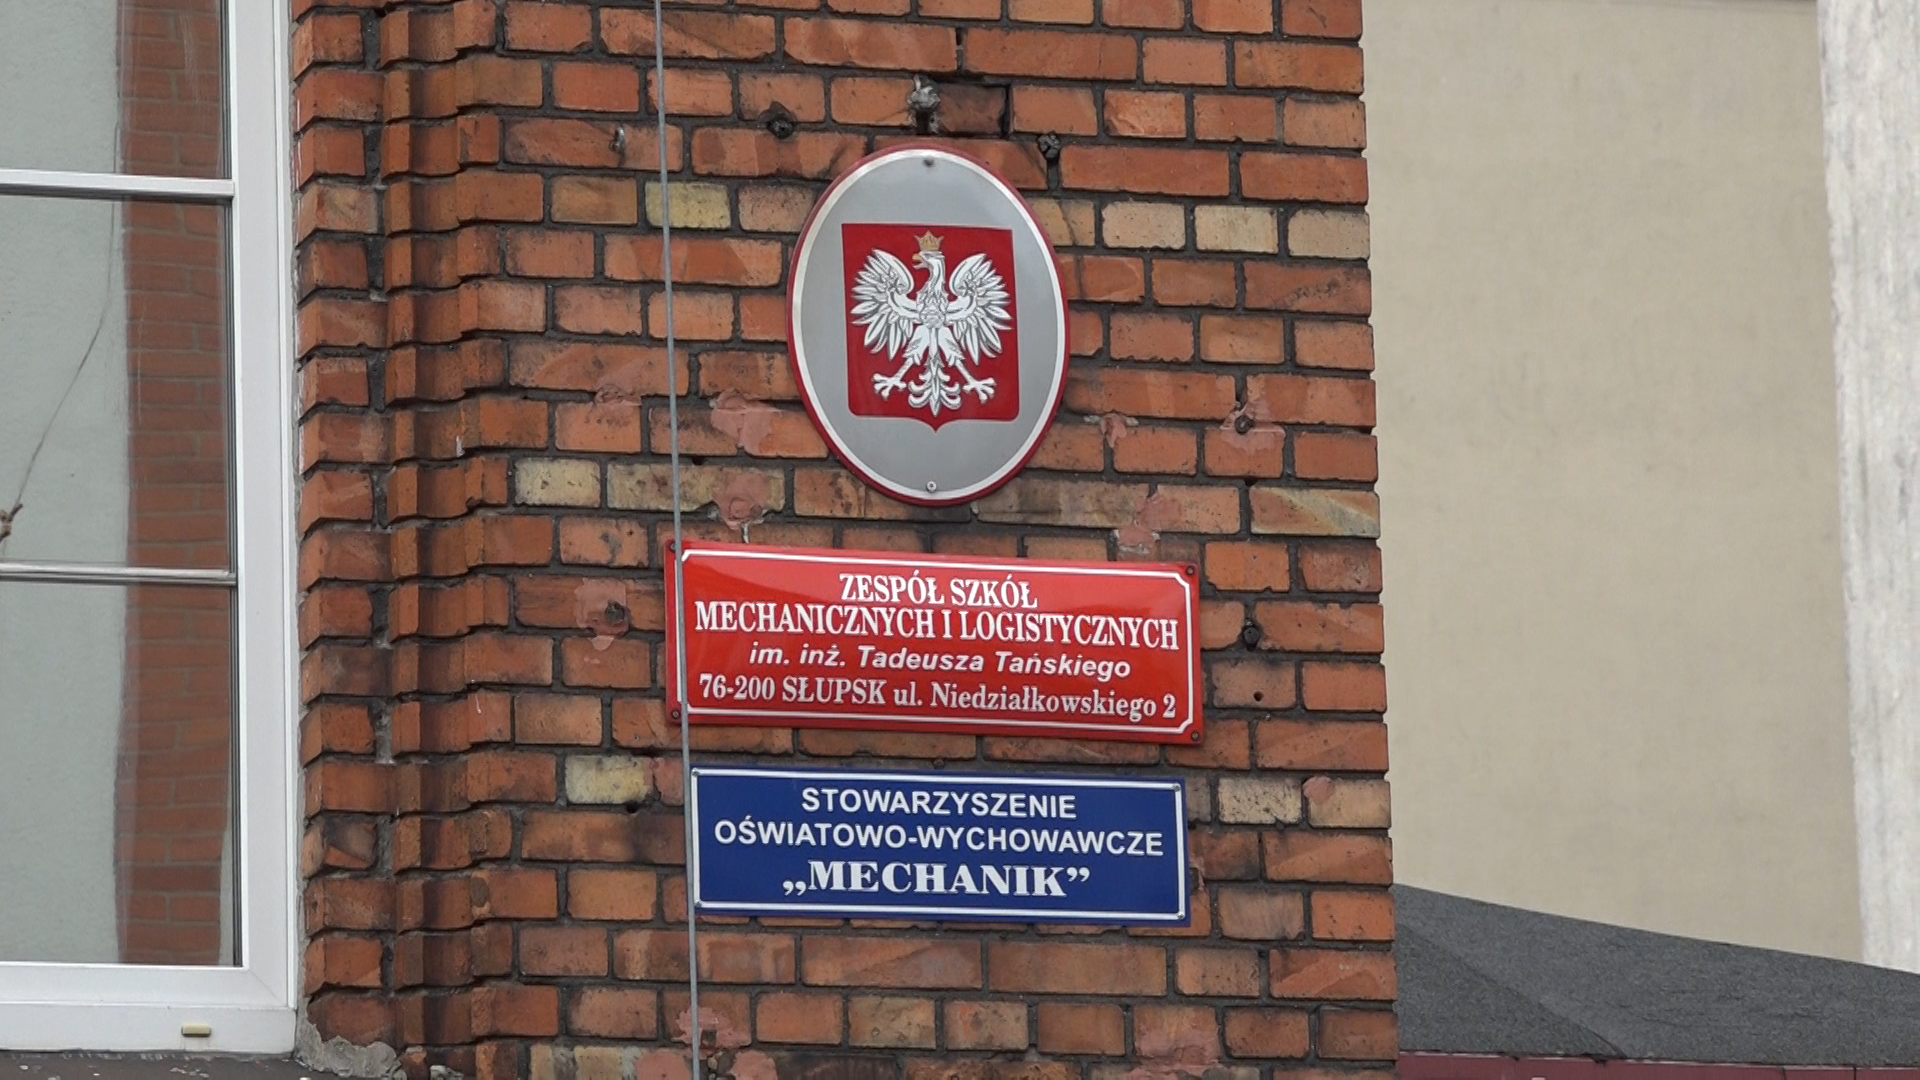 ZESPÓŁ SZKÓŁ
MECHANICZNYCH I LOGISTYCZNYCH
im. inż. Tadeusza Tańskiego
76-200 SŁUPSK ul. Niedziałkowskiego 2
STOWARZYSZENIE
OŚWIATOWO-WYCHOWAWCZE
„MECHANIK”